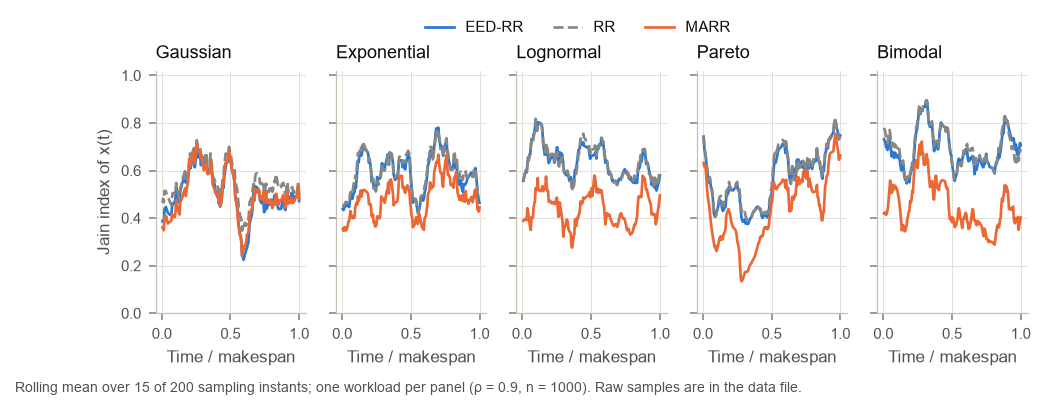 EED-RR RR MARR
Gaussian Exponential Lognormal Pareto Bimodal
1.0
0.8
0.6
0.4
0.2
0.0
Jain index of x(t)
0.0 0.5 1.0 0.0 0.5 1.0 0.0 0.5 1.0 0.0 0.5 1.0 0.0 0.5 1.0
Time / makespan Time / makespan Time / makespan Time / makespan Time / makespan
Rolling mean over 15 of 200 sampling instants; one workload per panel (ρ = 0.9, n = 1000). Raw samples are in the data file.